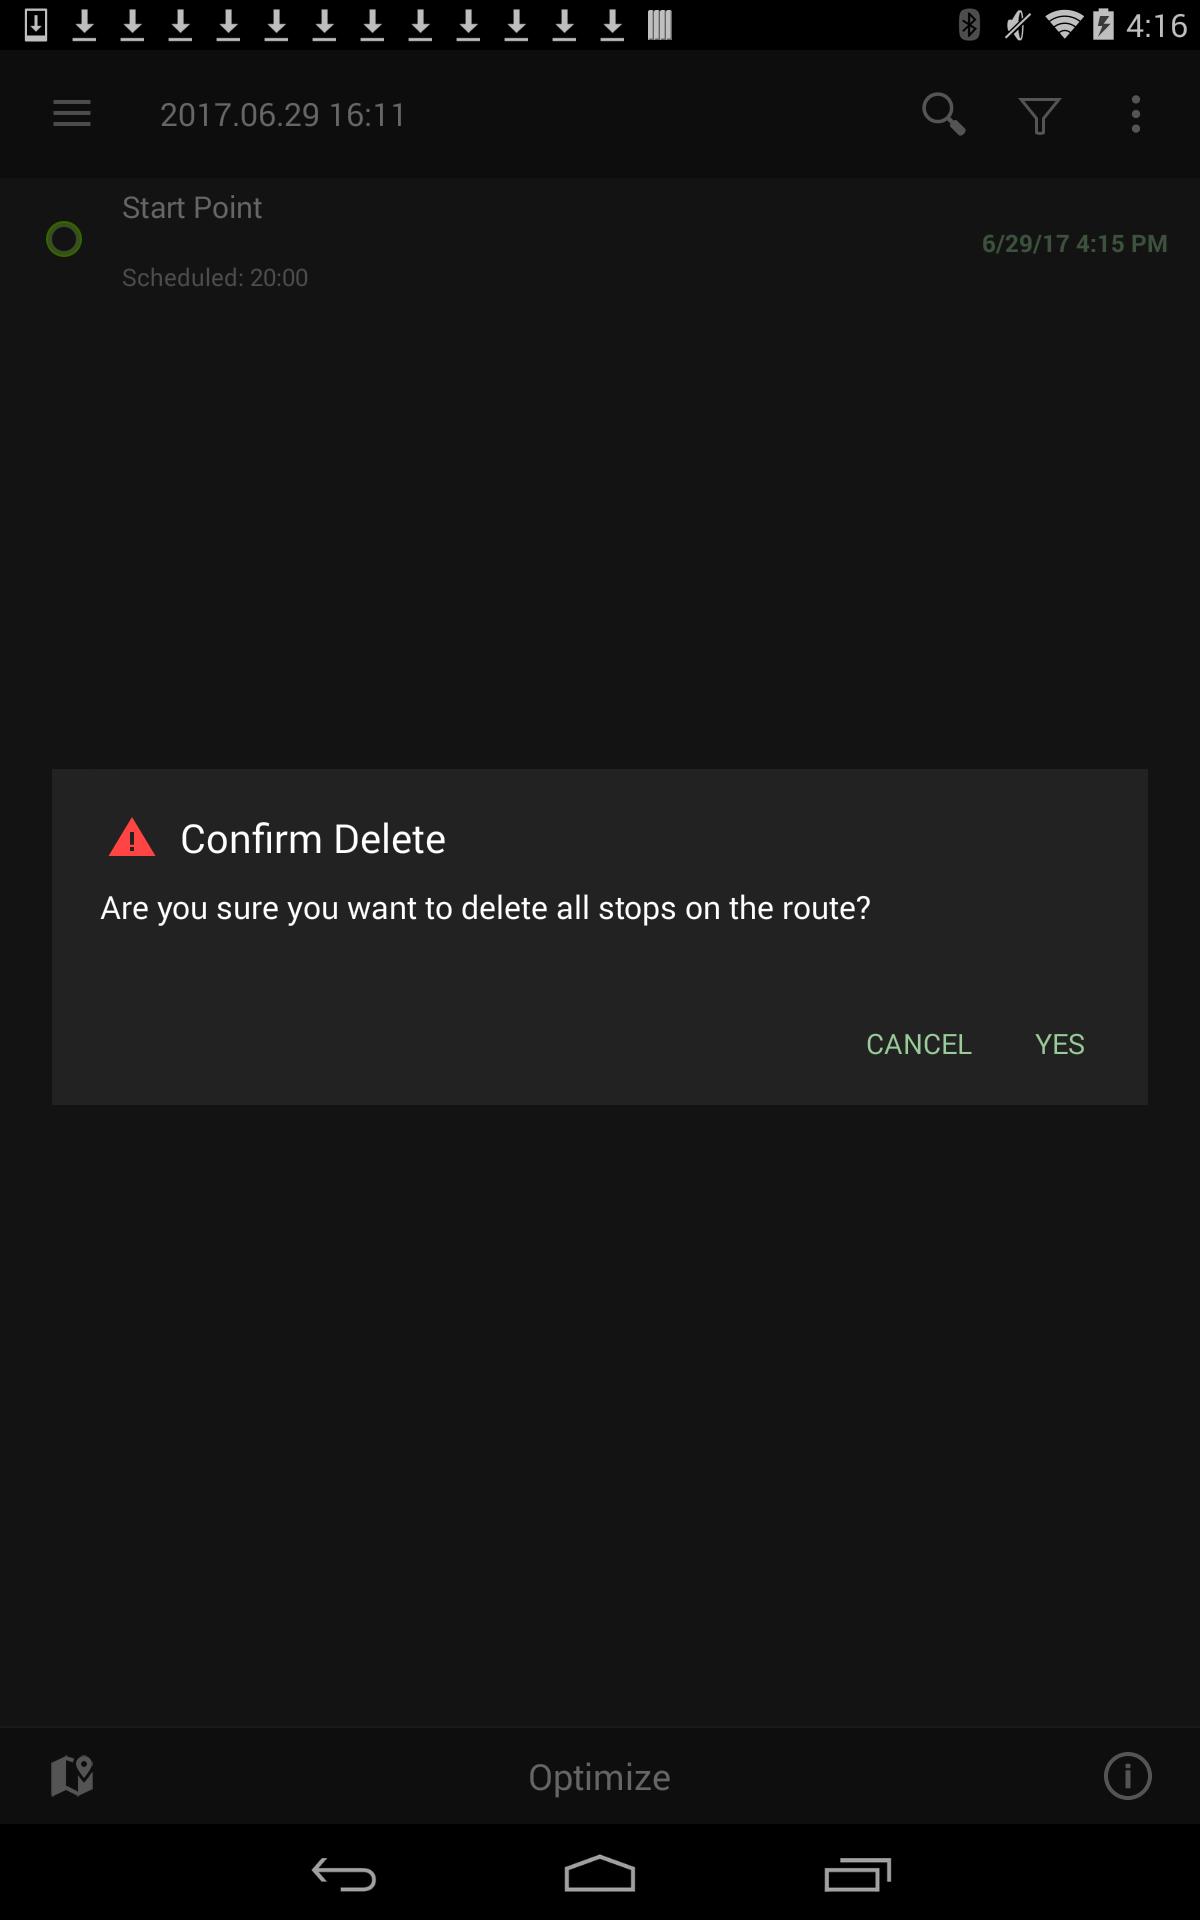 4:16
2017.06.29 16:11
Start Point
6/29/17 4:15 PM
Scheduled: 20:00
Confirm Delete
Are you sure you want to delete all stops on the route?
CANCEL YES
Optimize